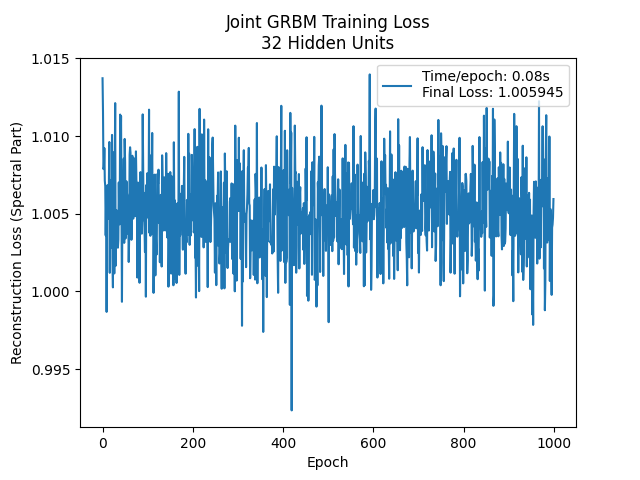 Joint GRBM Training Loss
32 Hidden Units
Time/epoch: 0.08s
Final Loss: 1.005945
Reconstruction Loss (Spectral Part)
1.015
1.010
1.005
1.000
0.995
0
200
400
600
800
1000
Epoch